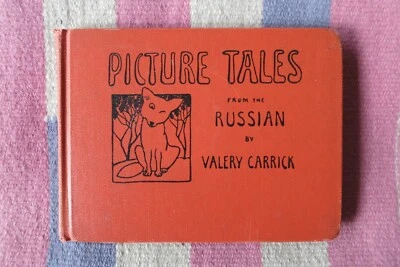 PICTURE TALES
FROM THE
RUSSIAN
BY
VALERY CARRICK